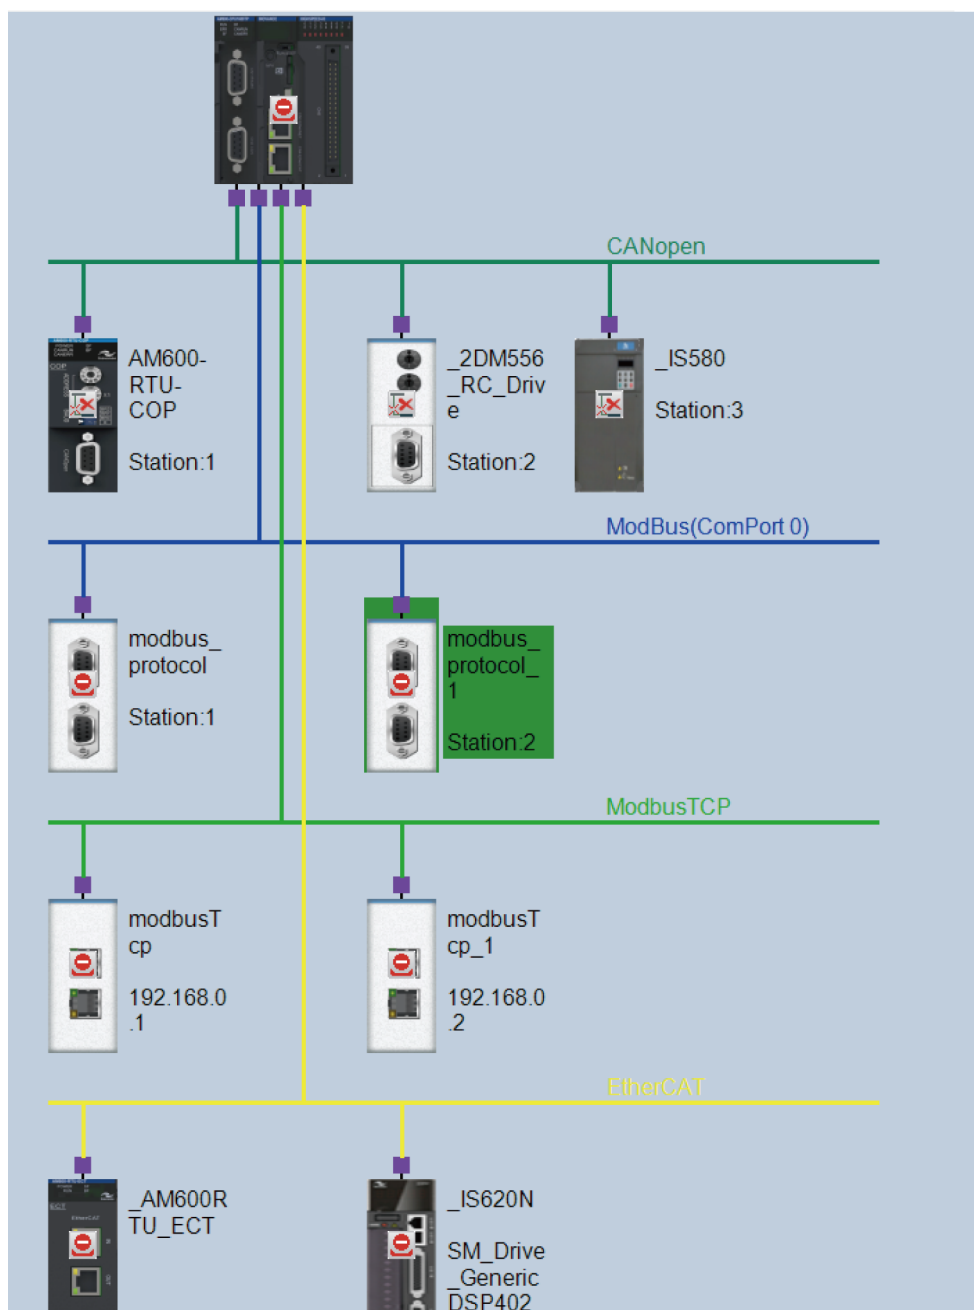 CANopen
AM600-
RTU-
COP
Station:1
_2DM556
_RC_Driv
e
Station:2
_IS580
Station:3
ModBus(ComPort 0)
modbus_
protocol
Station:1
modbus_
protocol_
1
Station:2
ModbusTCP
modbusT
cp
192.168.0
.1
modbusT
cp_1
192.168.0
.2
EtherCAT
_AM600R
TU_ECT
_IS620N
SM_Drive
_Generic
DSP402